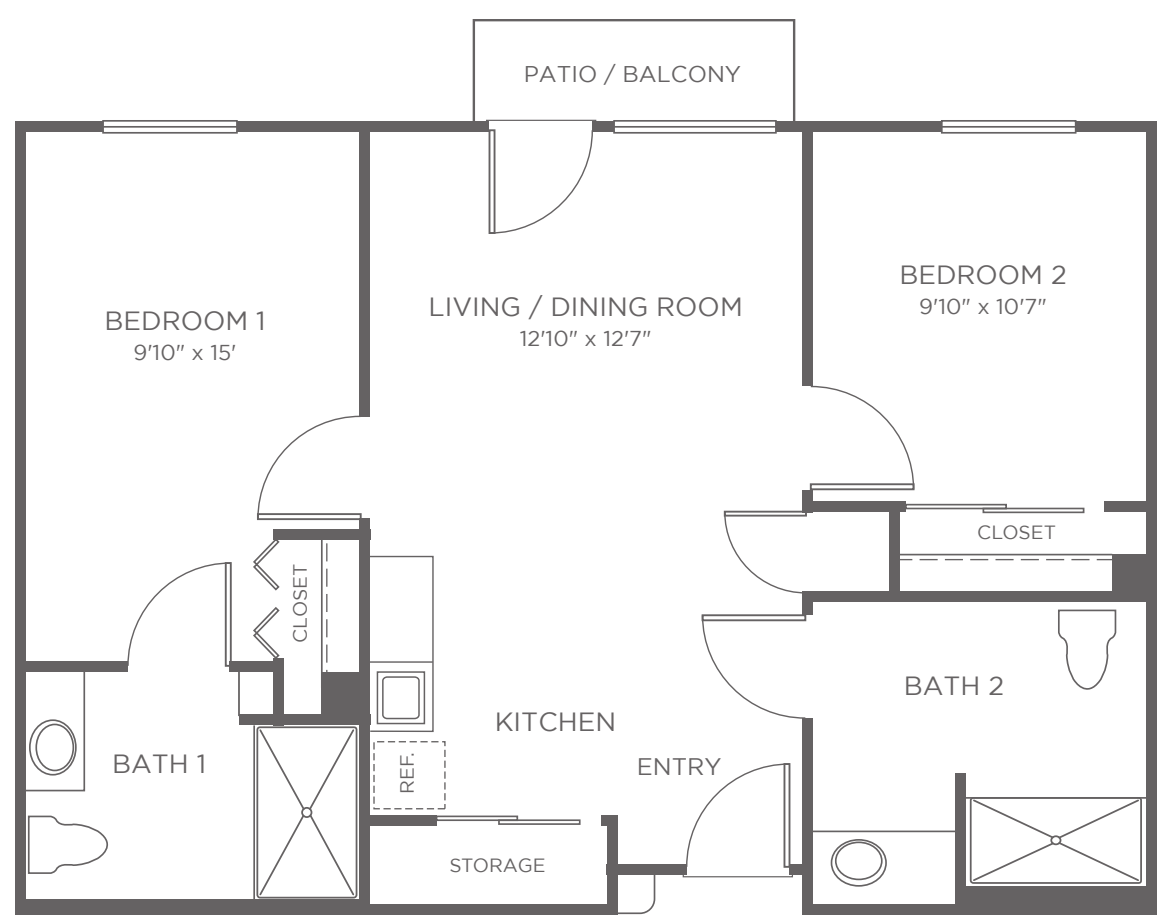 PATIO / BALCONY
BEDROOM 1
9'10" x 15'
LIVING / DINING ROOM
12'10" x 12'7"
BEDROOM 2
9'10" x 10'7"
CLOSET
CLOSET
BATH 1
KITCHEN
REF.
ENTRY
BATH 2
STORAGE